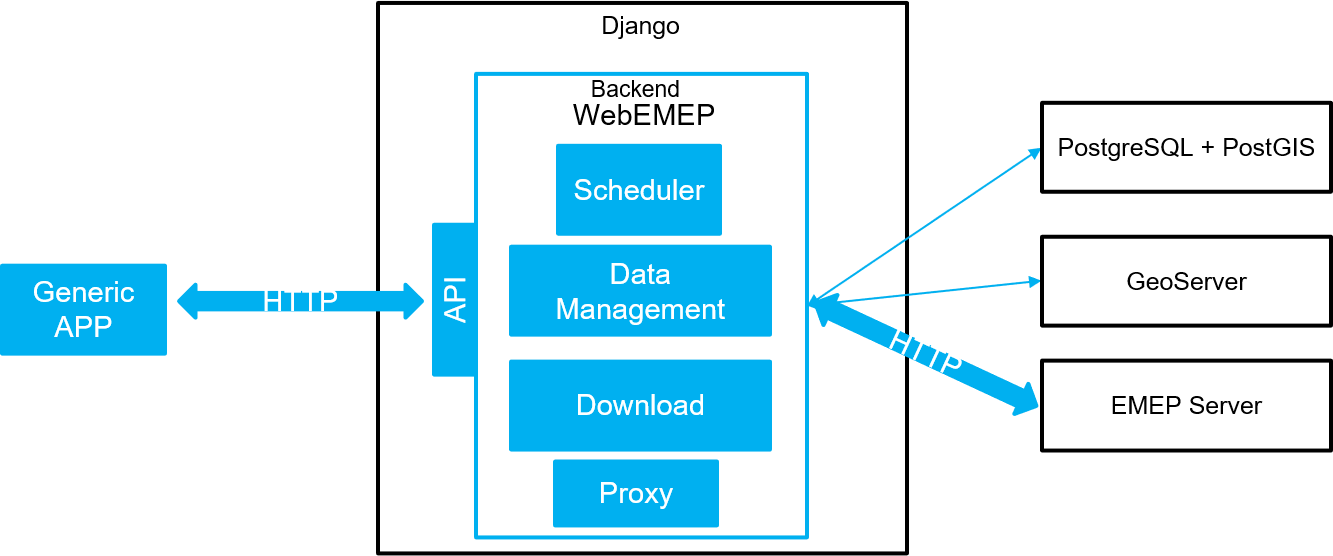 Django
Backend
WebEMEP
Scheduler
Data
Management
Download
Proxy
API
Generic
APP
HTTP
HTTP
PostgreSQL + PostGIS
GeoServer
EMEP Server